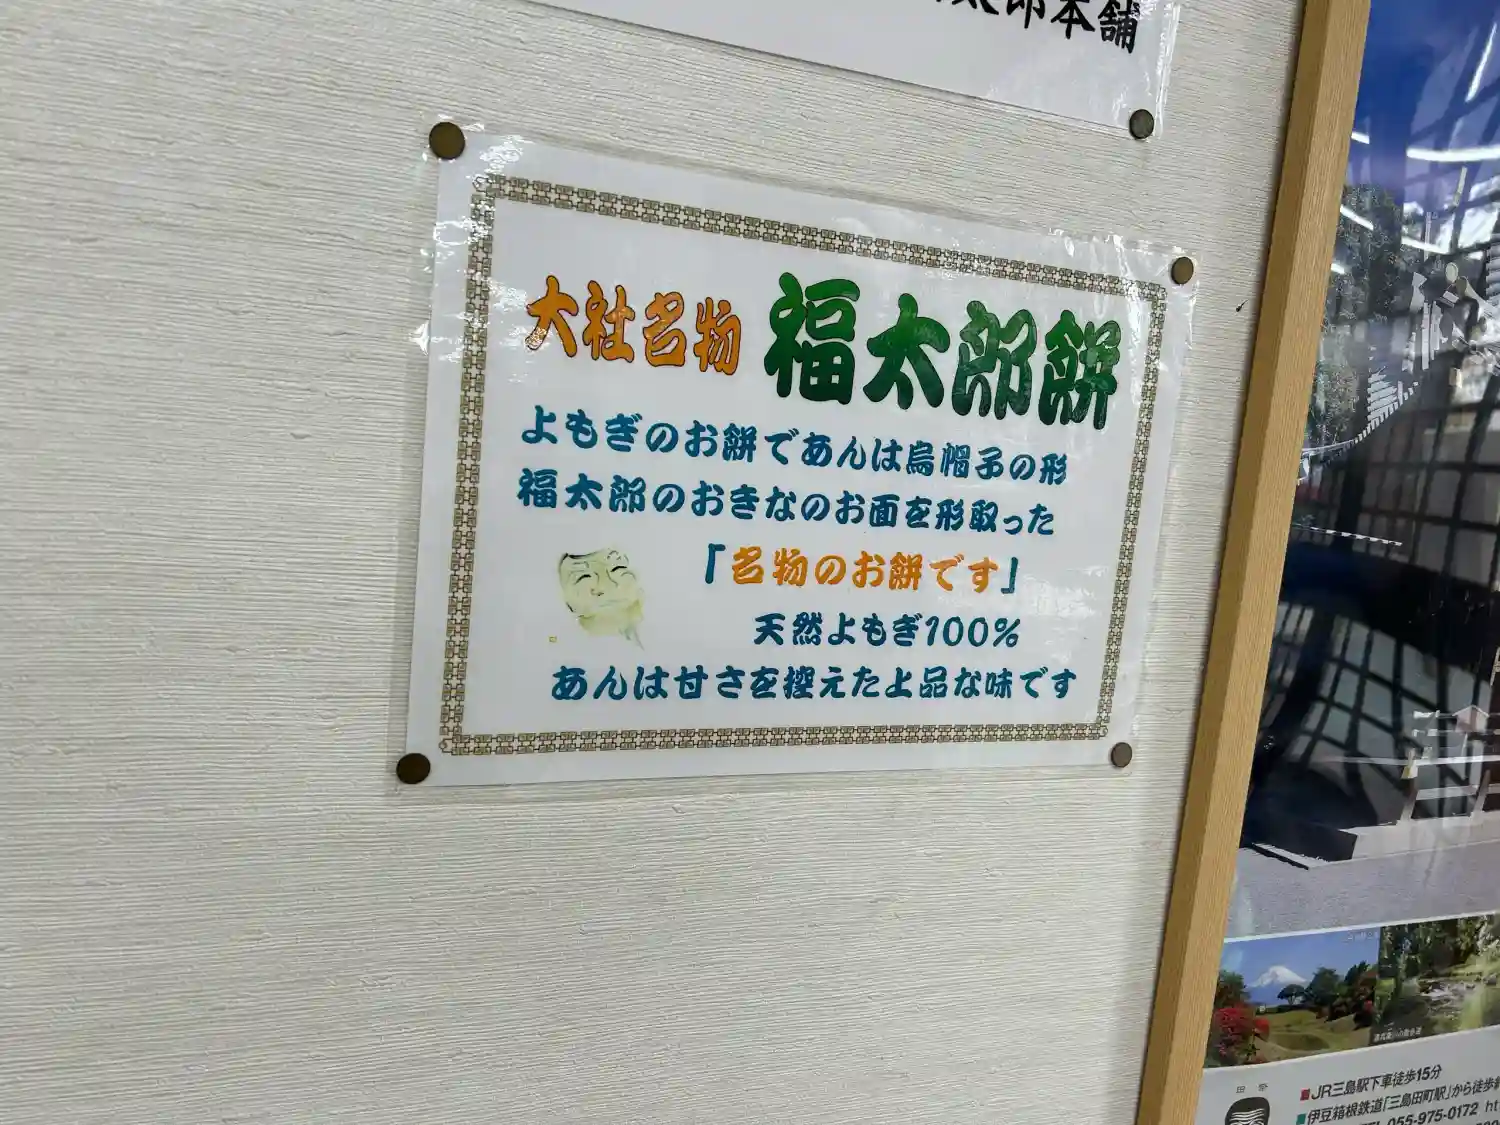 太郎本舗
大社名物 福太郎餅
よもぎのお餅であんは烏帽子の形
福太郎のおきなのお面を形取った
「名物のお餅です」
天然よもぎ100%
あんは甘さを控えた上品な味です
■JR三島駅下車徒歩15分
■伊豆箱根鉄道「三島田町駅」から徒歩
TEL 055-975-0172